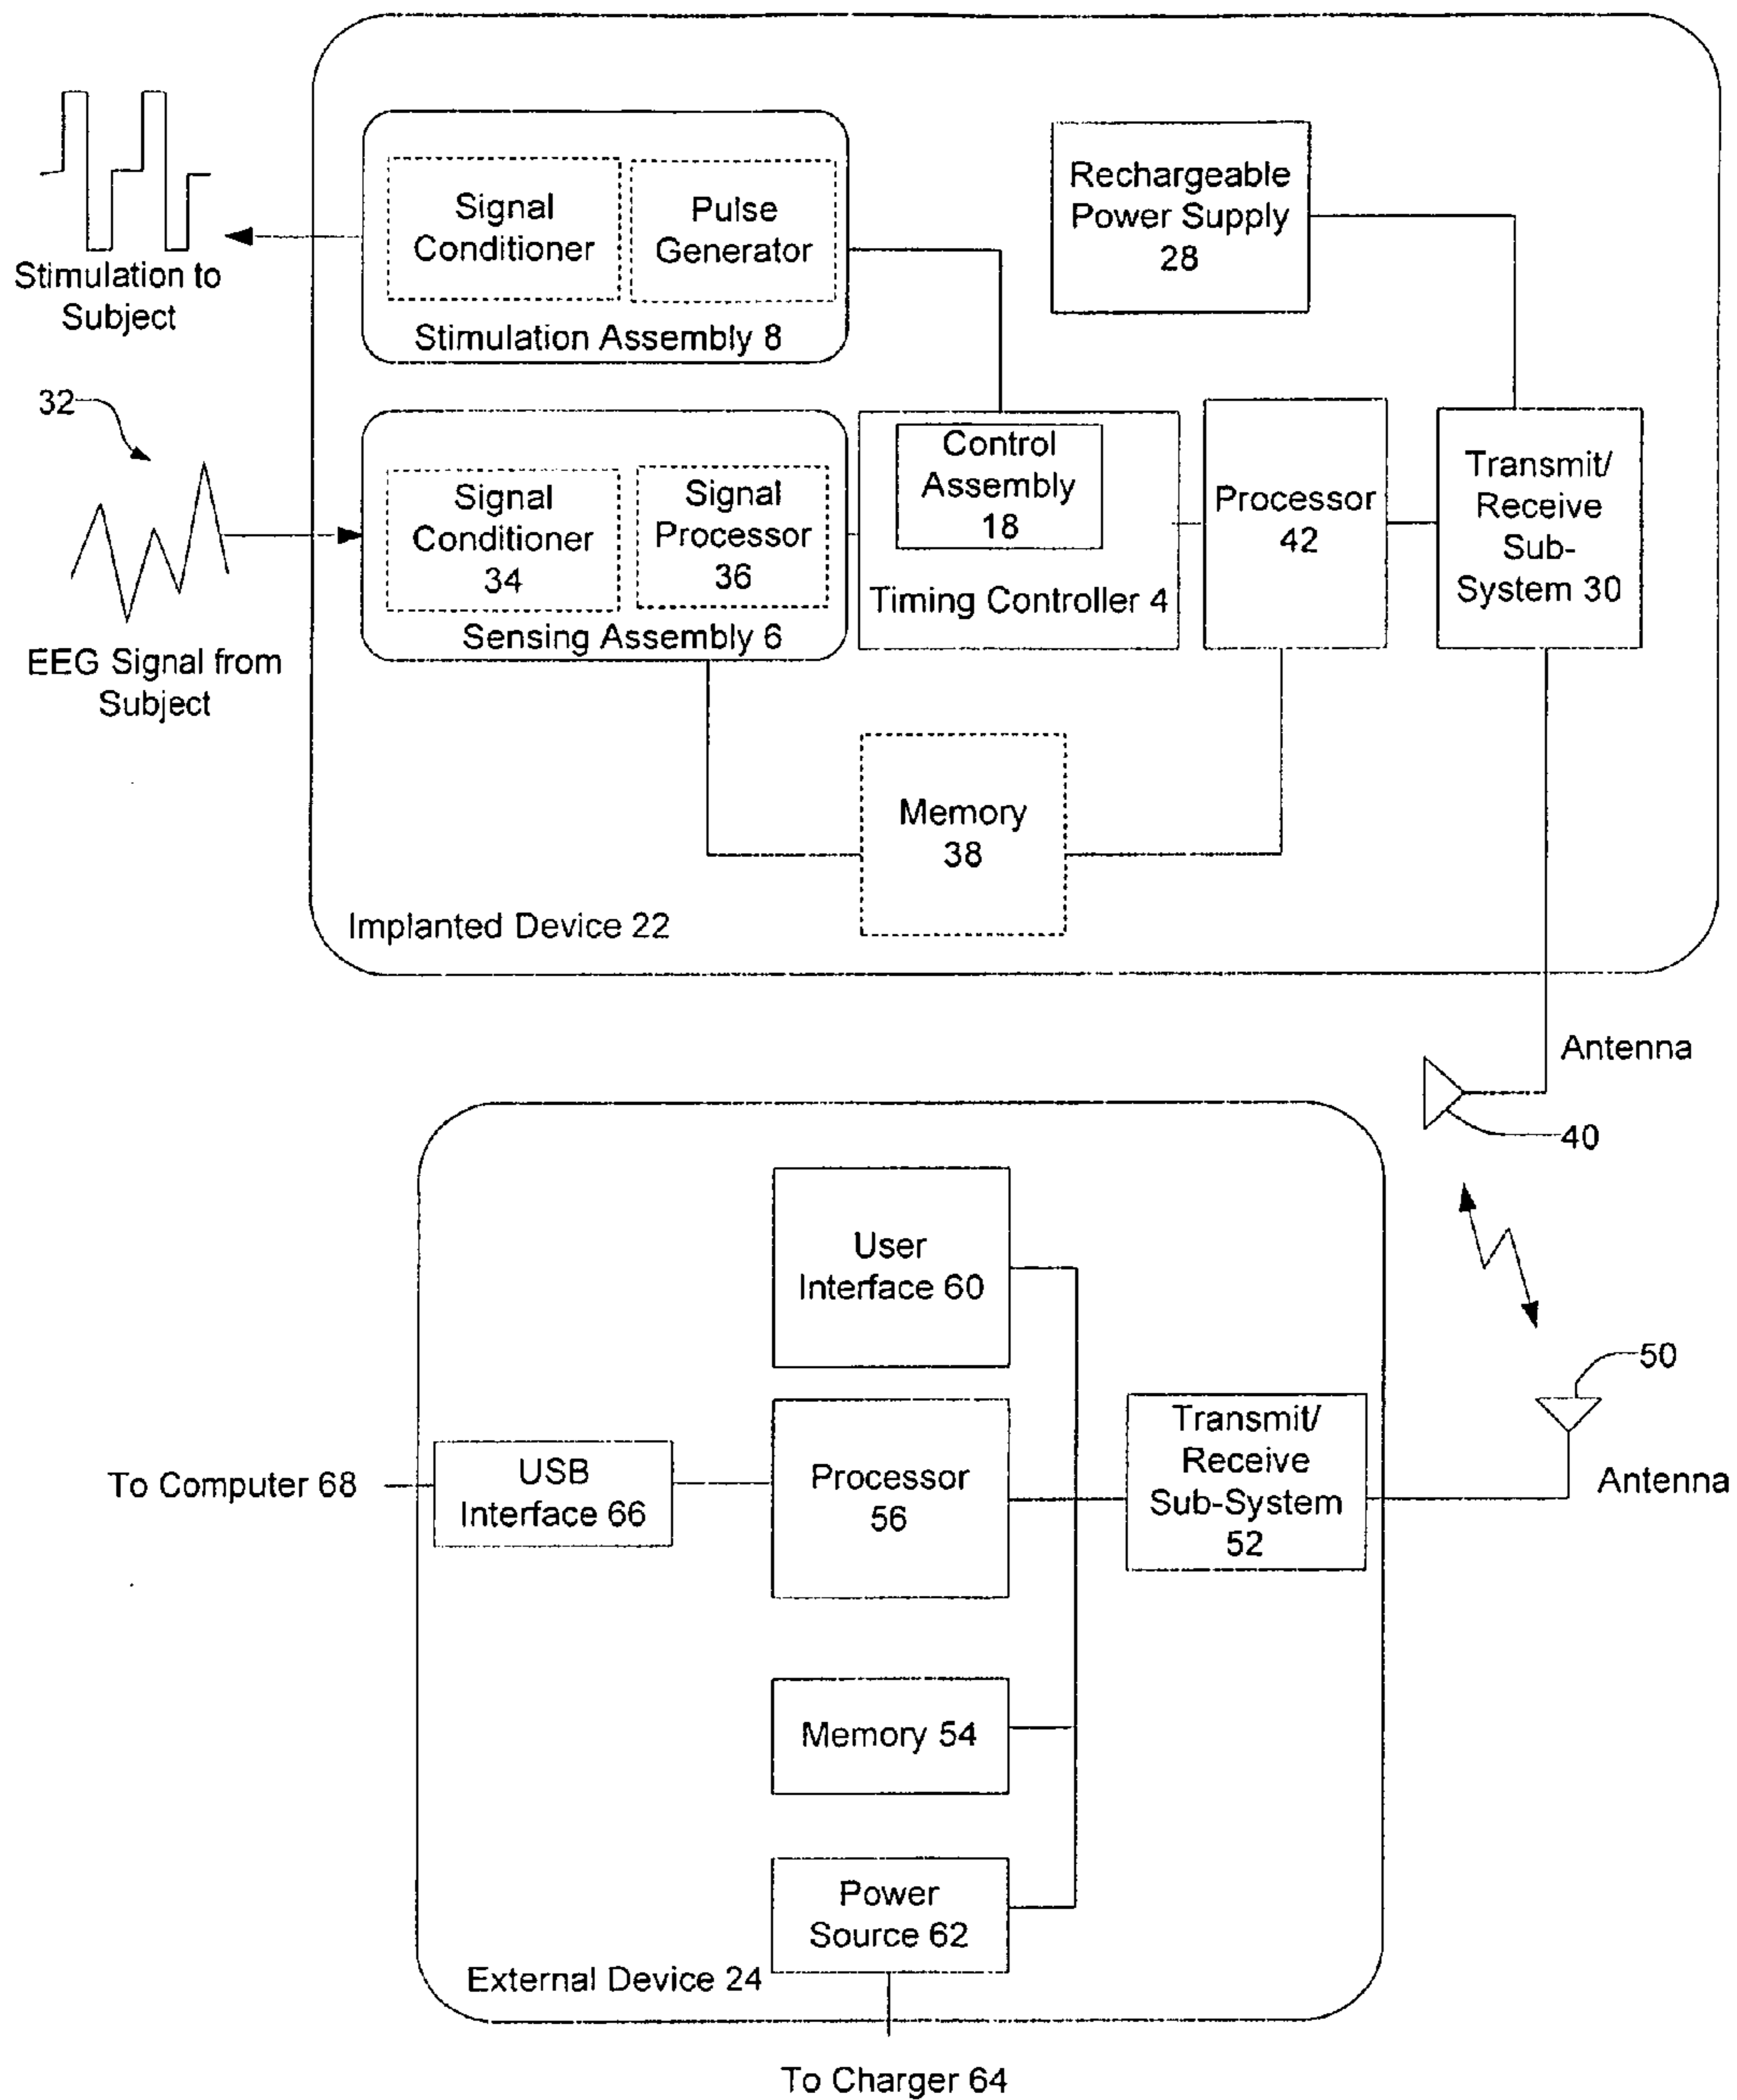 Signal
Conditioner
Pulse
Generator
Stimulation Assembly 8
Stimulation to
Subject
Rechargeable
Power Supply
28
32
EEG Signal from
Subject
Signal
Conditioner
34
Signal
Processor
36
Sensing Assembly 6
Control
Assembly
18
Timing Controller 4
Processor
42
Transmit/
Receive
Sub-
System 30
Memory
38
Implanted Device 22
Antenna
40
User
Interface 60
50
Antenna
To Computer 68
USB
Interface 66
Processor
56
Transmit/
Receive
Sub-System
52
Memory 54
Power
Source 62
External Device 24
To Charger 64